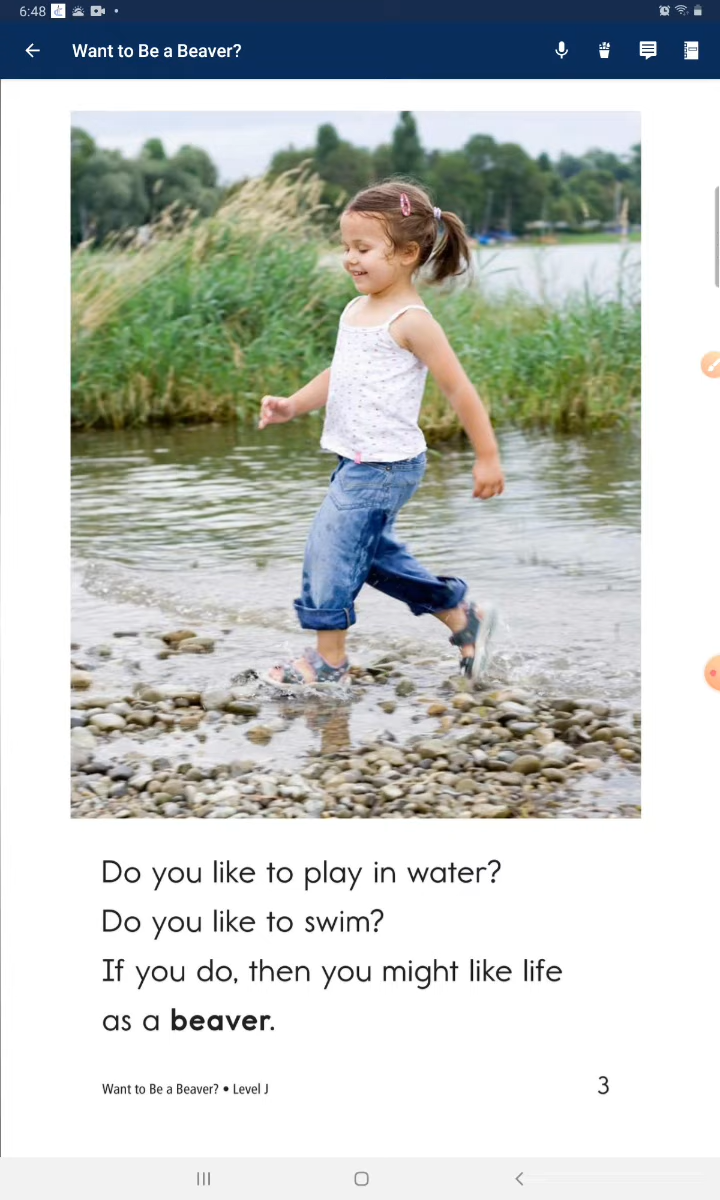 6:48
Want to Be a Beaver?
Do you like to play in water?
Do you like to swim?
If you do, then you might like life
as a beaver.
Want to Be a Beaver? • Level J
3